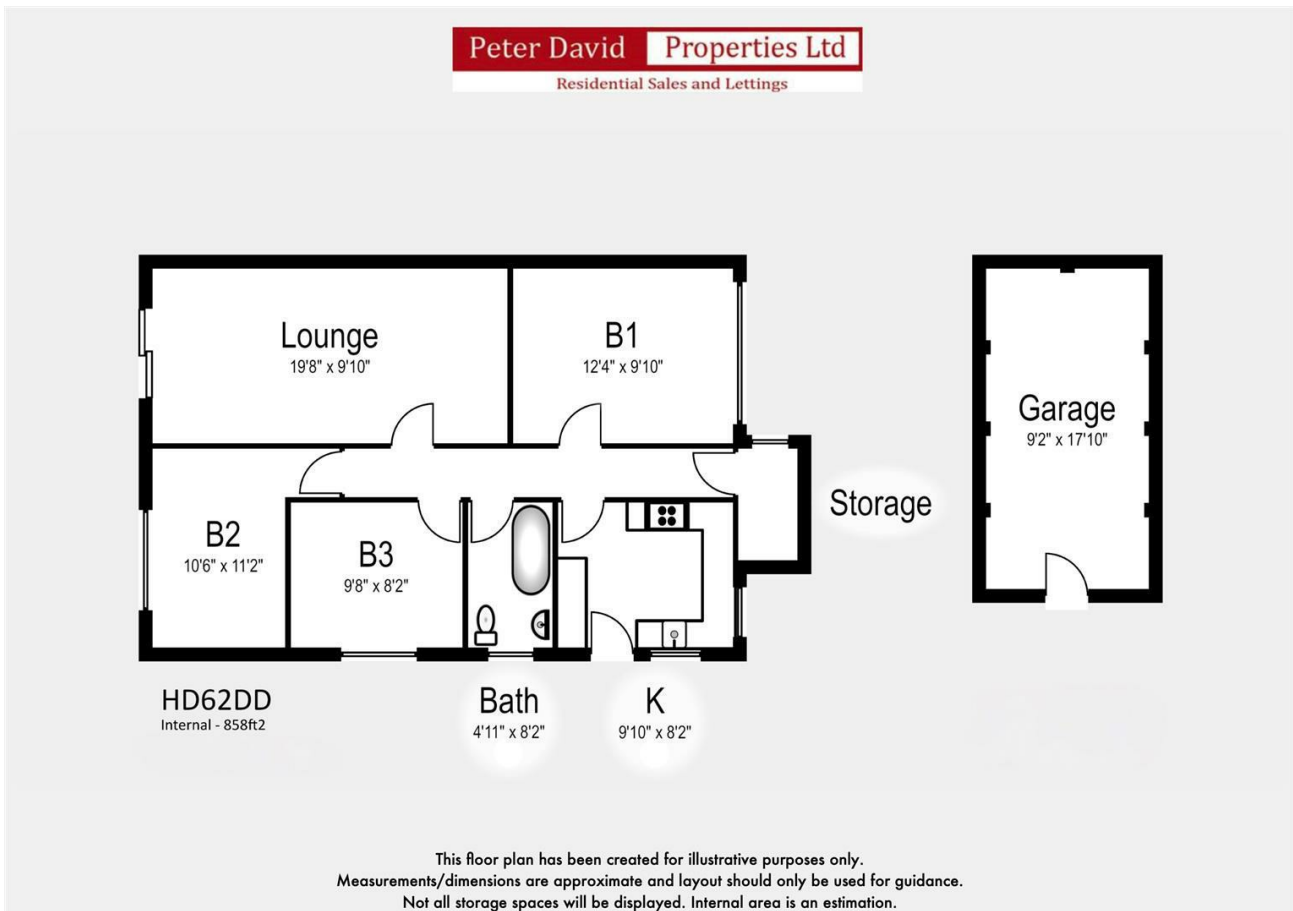 Peter David Properties Ltd
Residential Sales and Lettings
Lounge
19'8" x 9'10"
B1
12'4" x 9'10"
Garage
9'2" x 17'10"
Storage
B2
10'6" x 11'2"
B3
9'8" x 8'2"
HD62DD
Internal - 858ft2
Bath
4'11" x 8'2"
K
9'10" x 8'2"
This floor plan has been created for illustrative purposes only.
Measurements/dimensions are approximate and layout should only be used for guidance.
Not all storage spaces will be displayed. Internal area is an estimation.